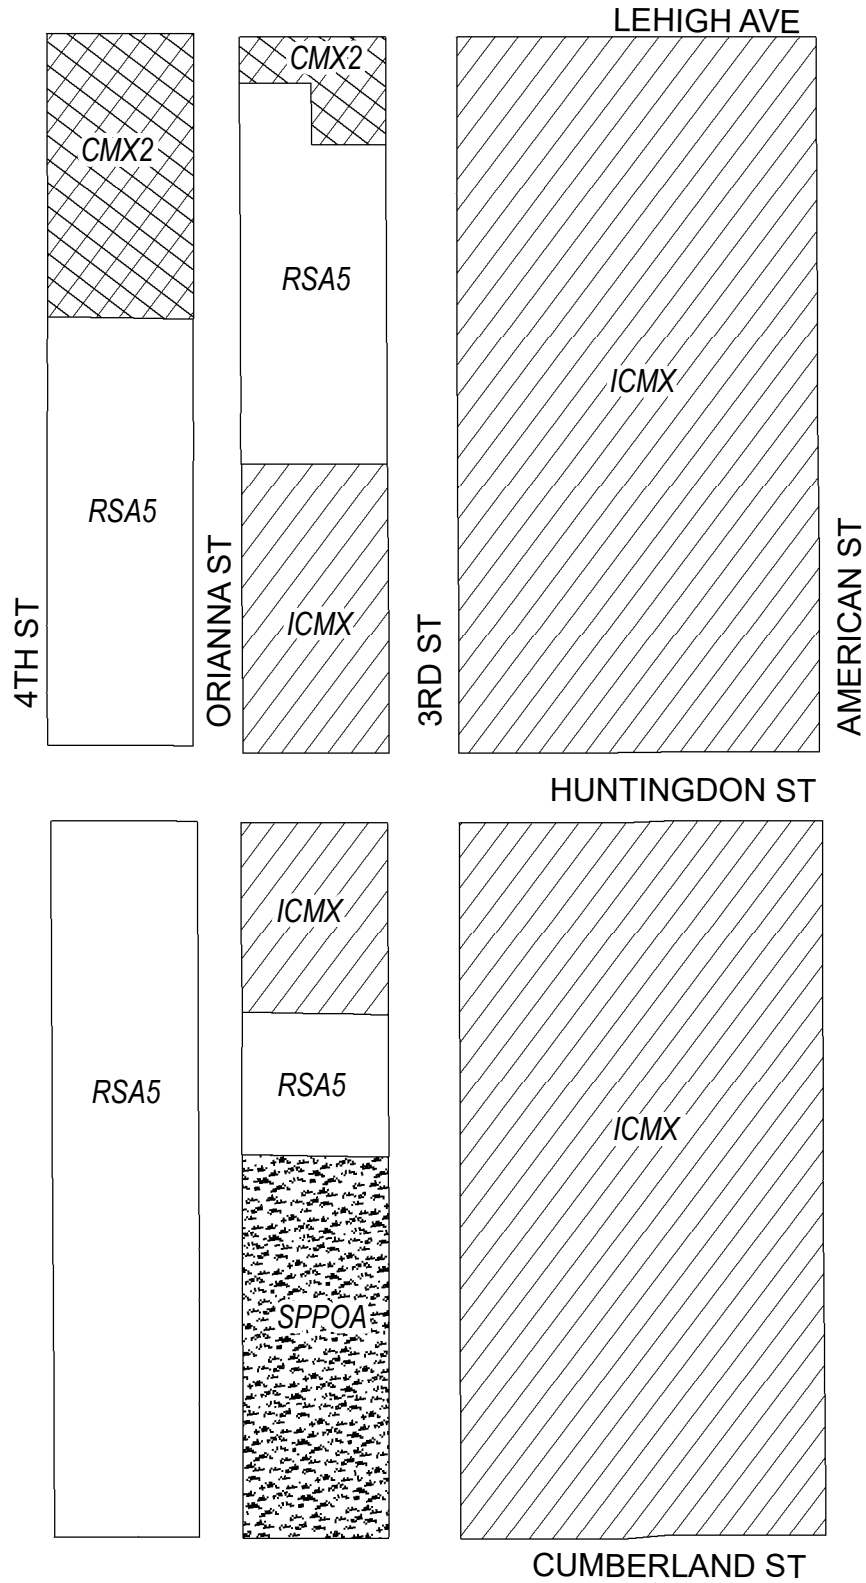 LEHIGH AVE
CMX2
CMX2
RSA5
ICMX
RSA5
ICMX
4TH ST
ORIANNA ST
3RD ST
AMERICAN ST
HUNTINGDON ST
ICMX
RSA5
RSA5
ICMX
SPPOA
CUMBERLAND ST